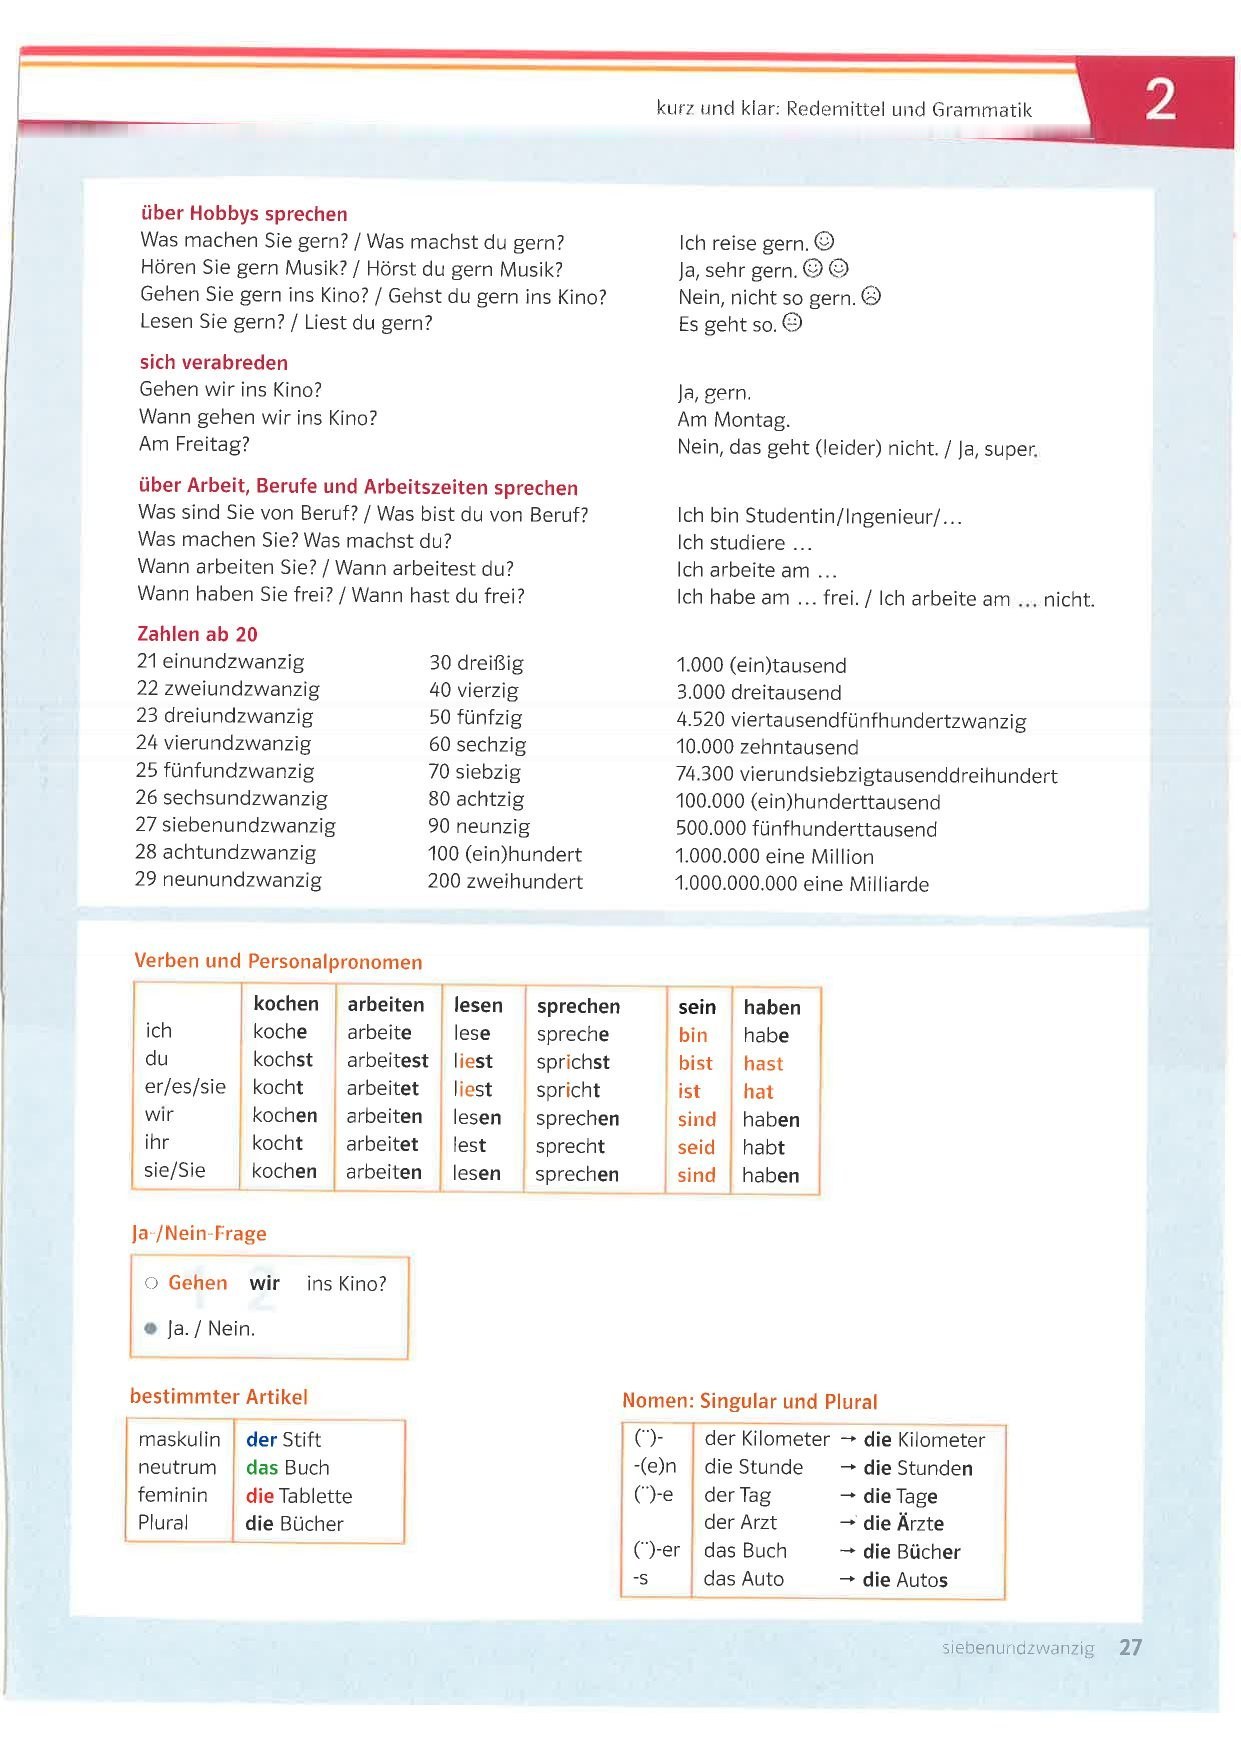 kurz und klar: Redemittel und Grammatik
2
über Hobbys sprechen
Was machen Sie gern? / Was machst du gern? Ich reise gern. ☺
Hören Sie gern Musik? / Hörst du gern Musik? Ja, sehr gern. ☺ ☺
Gehen Sie gern ins Kino? / Gehst du gern ins Kino? Nein, nicht so gern. ☹
Lesen Sie gern? / Liest du gern? Es geht so. 😐
sich verabreden
Gehen wir ins Kino? Ja, gern.
Wann gehen wir ins Kino? Am Montag.
Am Freitag? Nein, das geht (leider) nicht. / Ja, super.
über Arbeit, Berufe und Arbeitszeiten sprechen
Was sind Sie von Beruf? / Was bist du von Beruf? Ich bin Studentin/Ingenieur/...
Was machen Sie? Was machst du? Ich studiere ...
Wann arbeiten Sie? / Wann arbeitest du? Ich arbeite am ...
Wann haben Sie frei? / Wann hast du frei? Ich habe am ... frei. / Ich arbeite am ... nicht.
Zahlen ab 20
21 einundzwanzig 30 dreißig 1.000 (ein)tausend
22 zweiundzwanzig 40 vierzig 3.000 dreitausend
23 dreiundzwanzig 50 fünfzig 4.520 viertausendfünfhundertzwanzig
24 vierundzwanzig 60 sechzig 10.000 zehntausend
25 fünfundzwanzig 70 siebzig 74.300 vierundsiebzigtausenddreihundert
26 sechsundzwanzig 80 achtzig 100.000 (ein)hunderttausend
27 siebenundzwanzig 90 neunzig 500.000 fünfhunderttausend
28 achtundzwanzig 100 (ein)hundert 1.000.000 eine Million
29 neunundzwanzig 200 zweihundert 1.000.000.000 eine Milliarde
Verben und Personalpronomen
kochen arbeiten lesen sprechen sein haben
ich koche arbeite lese spreche bin habe
du kochst arbeitest liest sprichst bist hast
er/es/sie kocht arbeitet liest spricht ist hat
wir kochen arbeiten lesen sprechen sind haben
ihr kocht arbeitet lest sprecht seid habt
sie/Sie kochen arbeiten lesen sprechen sind haben
Ja-/Nein-Frage
○ Gehen wir ins Kino?
● Ja. / Nein.
bestimmter Artikel
maskulin der Stift
neutrum das Buch
feminin die Tablette
Plural die Bücher
Nomen: Singular und Plural
(¨)- der Kilometer → die Kilometer
-(e)n die Stunde → die Stunden
(¨)-e der Tag → die Tage
der Arzt → die Ärzte
(¨)-er das Buch → die Bücher
-s das Auto → die Autos
siebenundzwanzig 27